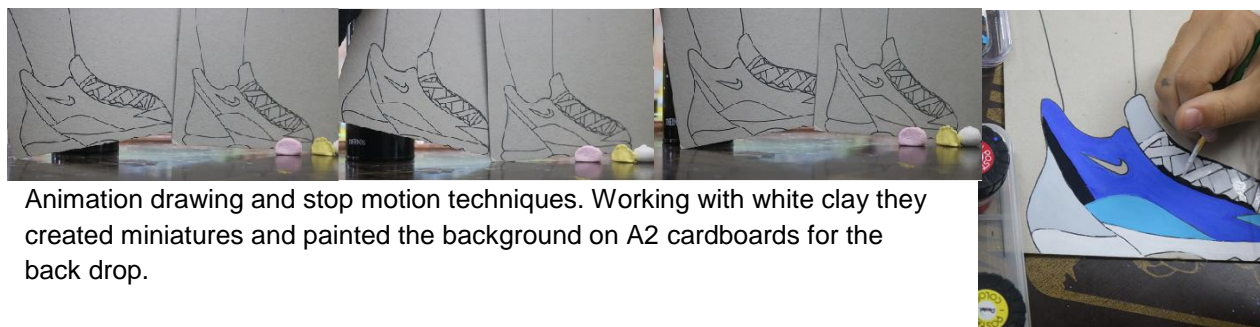 Animation drawing and stop motion techniques. Working with white clay they
created miniatures and painted the background on A2 cardboards for the
back drop.